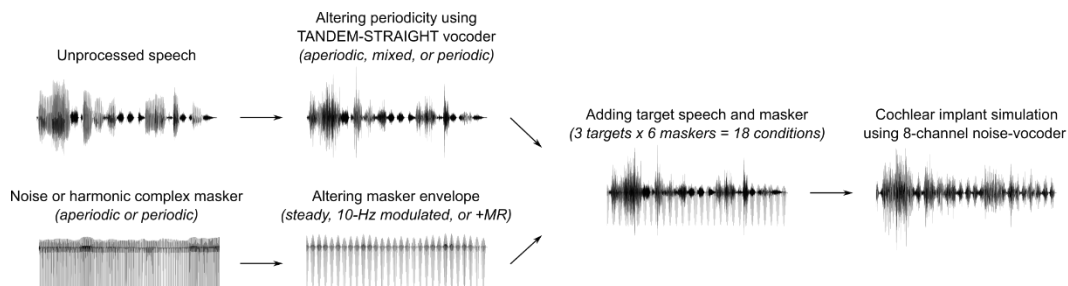 Unprocessed speech
Altering periodicity using
TANDEM-STRAIGHT vocoder
(aperiodic, mixed, or periodic)
Noise or harmonic complex masker
(aperiodic or periodic)
Altering masker envelope
(steady, 10-Hz modulated, or +MR)
Adding target speech and masker
(3 targets x 6 maskers = 18 conditions)
Cochlear implant simulation
using 8-channel noise-vocoder